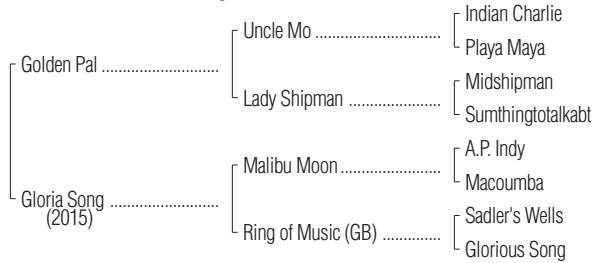 Indian Charlie
Uncle Mo ........................
Playa Maya
Golden Pal ......................
Midshipman
Lady Shipman .................
Sumthingtotalkabt
A.P. Indy
Malibu Moon ...................
Macoumba
Gloria Song .....................
(2015)
Sadler's Wells
Ring of Music (GB) ...........
Glorious Song